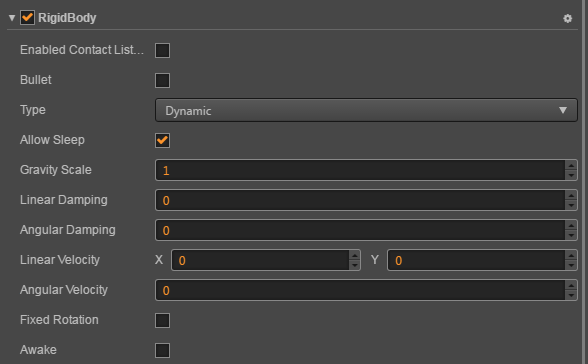 RigidBody
Enabled Contact List...
Bullet
Type Dynamic
Allow Sleep
Gravity Scale 1
Linear Damping 0
Angular Damping 0
Linear Velocity X 0 Y 0
Angular Velocity 0
Fixed Rotation
Awake